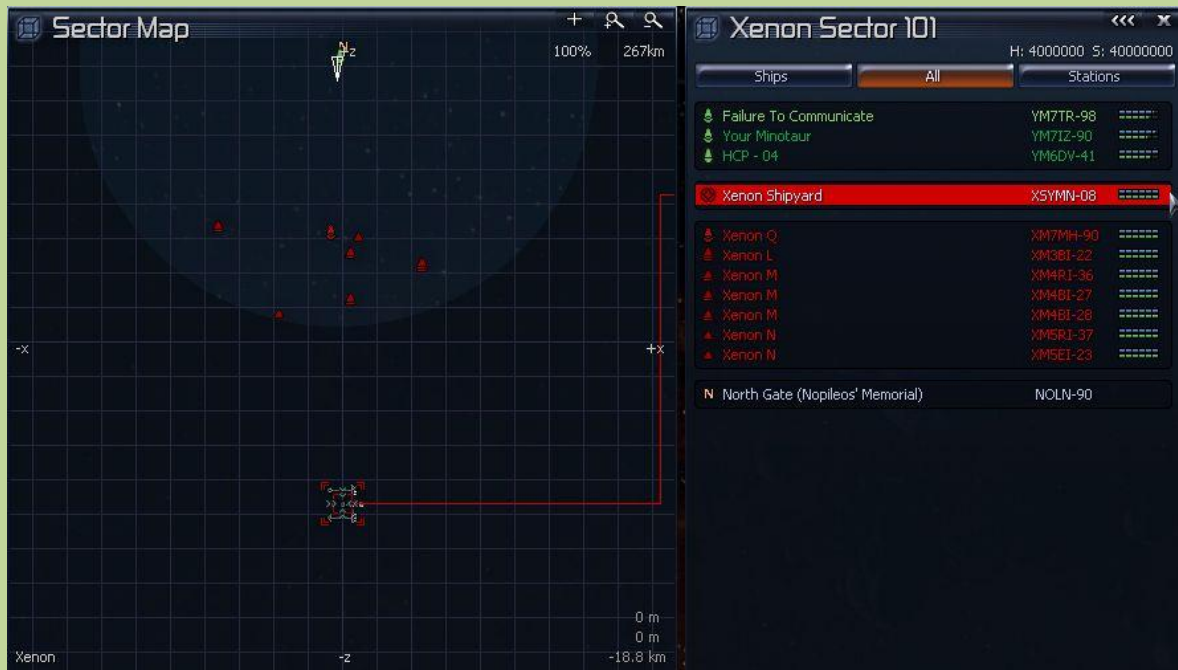 Sector Map
100% 267km
N
z
-x
+x
0 m
0 m
Xenon -z -18.8 km
Xenon Sector 101
H: 4000000 S: 40000000
Ships All Stations
Failure To Communicate YM7TR-98
Your Minotaur YM7IZ-90
HCP - 04 YM6DV-41
Xenon Shipyard XSYMN-08
Xenon Q XM7MH-90
Xenon L XM3BI-22
Xenon M XM4RI-36
Xenon M XM4BI-27
Xenon M XM4BI-28
Xenon N XM5RI-37
Xenon N XM5EI-23
N North Gate (Nopileos' Memorial) NOLN-90